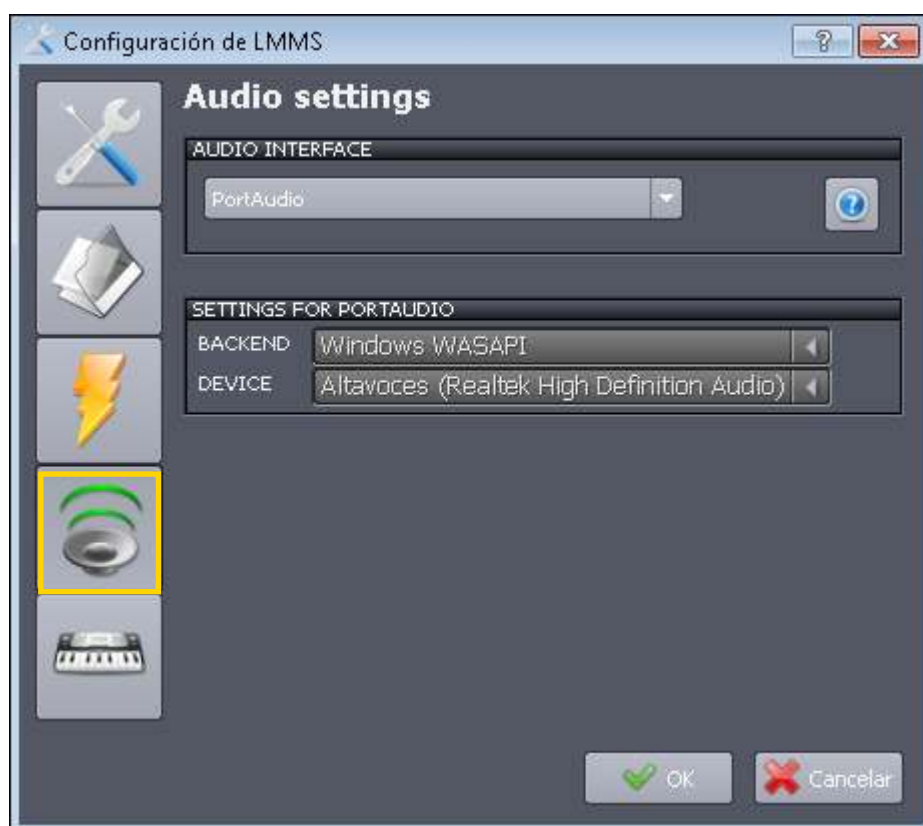 Configuración de LMMS
Audio settings
AUDIO INTERFACE
PortAudio
SETTINGS FOR PORTAUDIO
BACKEND Windows WASAPI
DEVICE Altavoces (Realtek High Definition Audio)
OK Cancelar